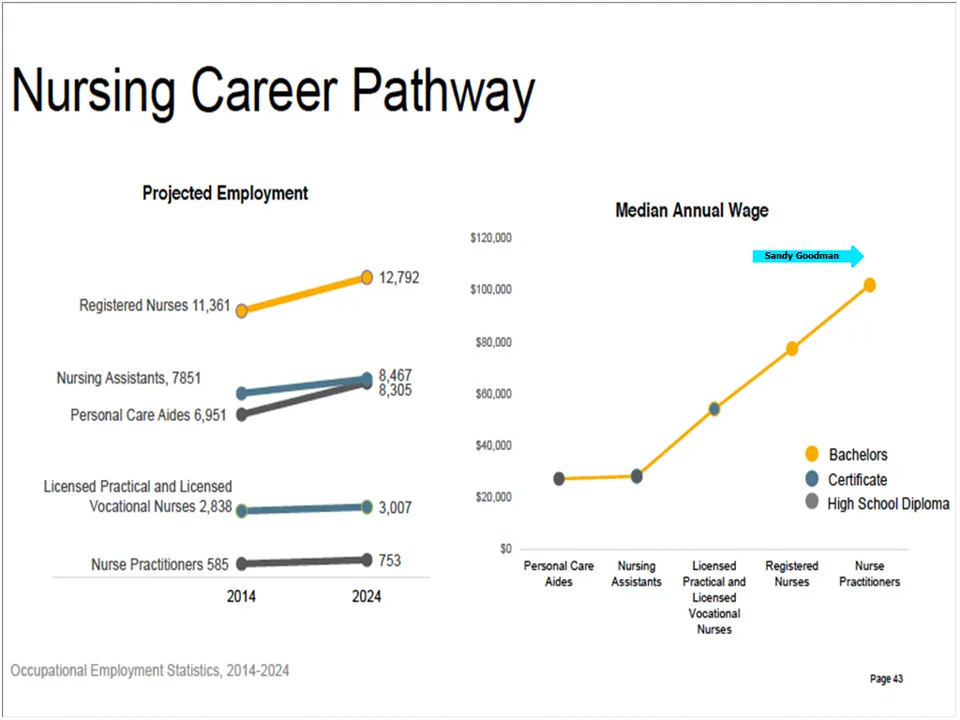 Nursing Career Pathway
Projected Employment
Registered Nurses 11,361
12,792
Nursing Assistants, 7851
8,467
8,305
Personal Care Aides 6,951
Licensed Practical and Licensed
Vocational Nurses 2,838
3,007
Nurse Practitioners 585
753
2014
2024
Median Annual Wage
$120,000
Sandy Goodman
$100,000
$80,000
$60,000
$40,000
$20,000
$0
Bachelors
Certificate
High School Diploma
Personal Care
Aides
Nursing
Assistants
Licensed
Practical and
Licensed
Vocational
Nurses
Registered
Nurses
Nurse
Practitioners
Occupational Employment Statistics, 2014-2024
Page 43